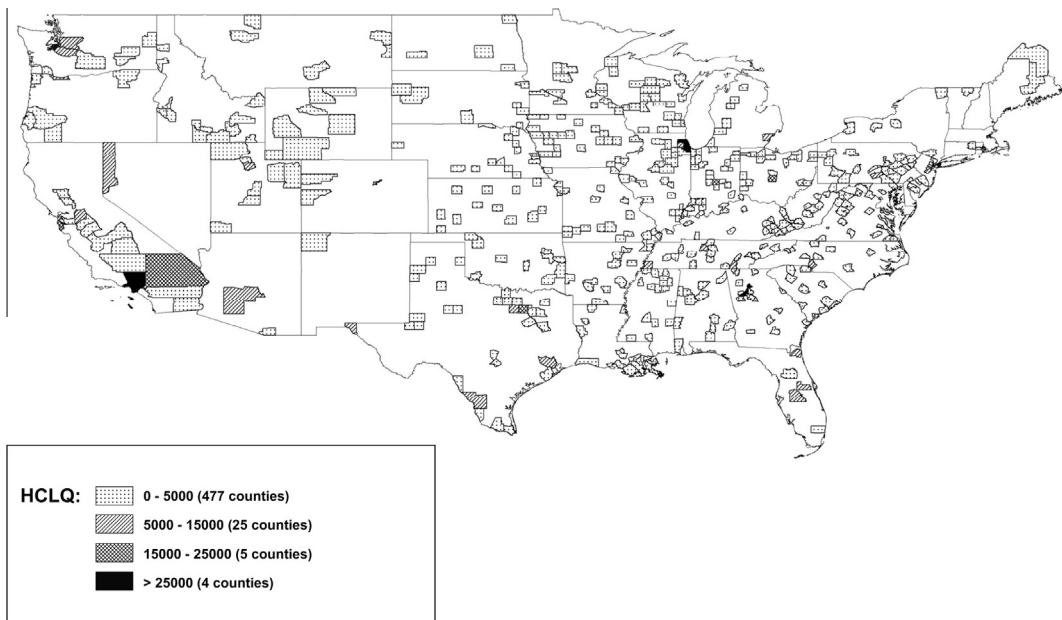 HCLQ:
0 - 5000 (477 counties)
5000 - 15000 (25 counties)
15000 - 25000 (5 counties)
> 25000 (4 counties)